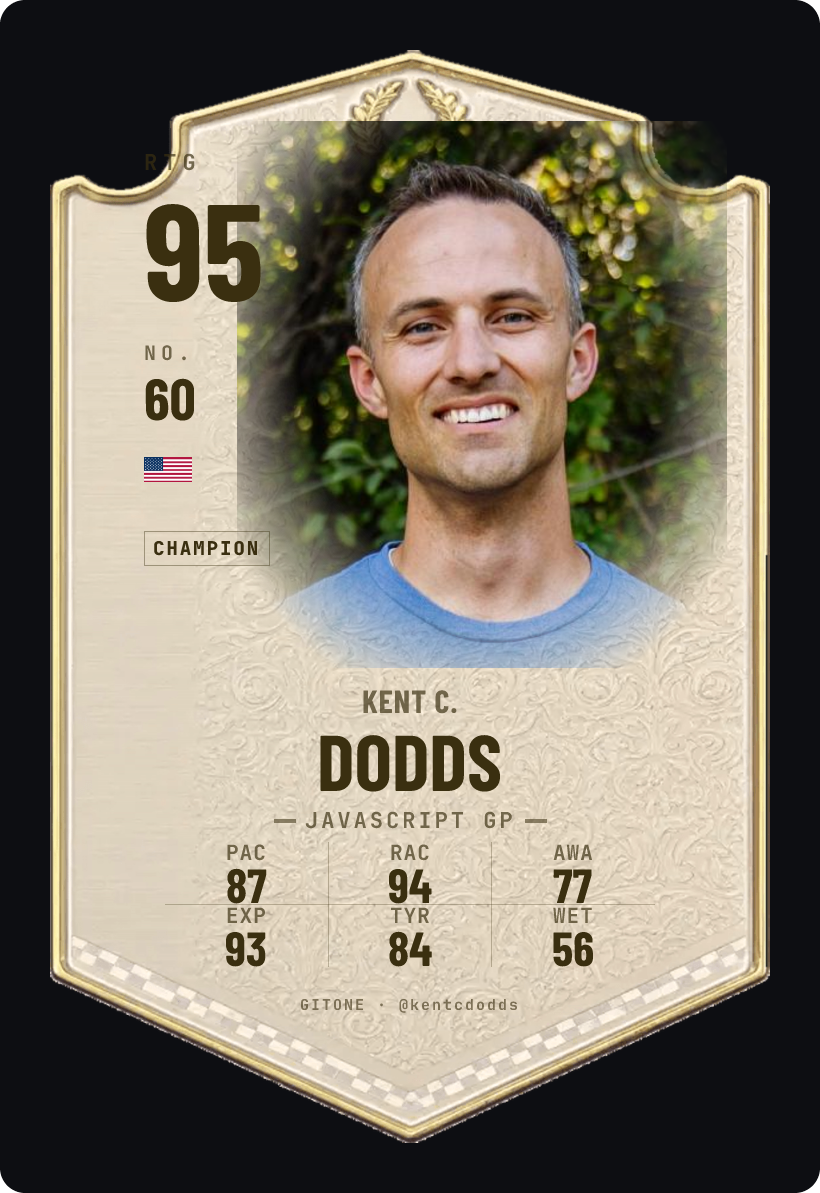 RTG
95
NO.
60
CHAMPION
KENT C.
DODDS
JAVASCRIPT GP
PAC RAC AWA
87 94 77
EXP TYR WET
93 84 56
GITONE · @kentcdodds